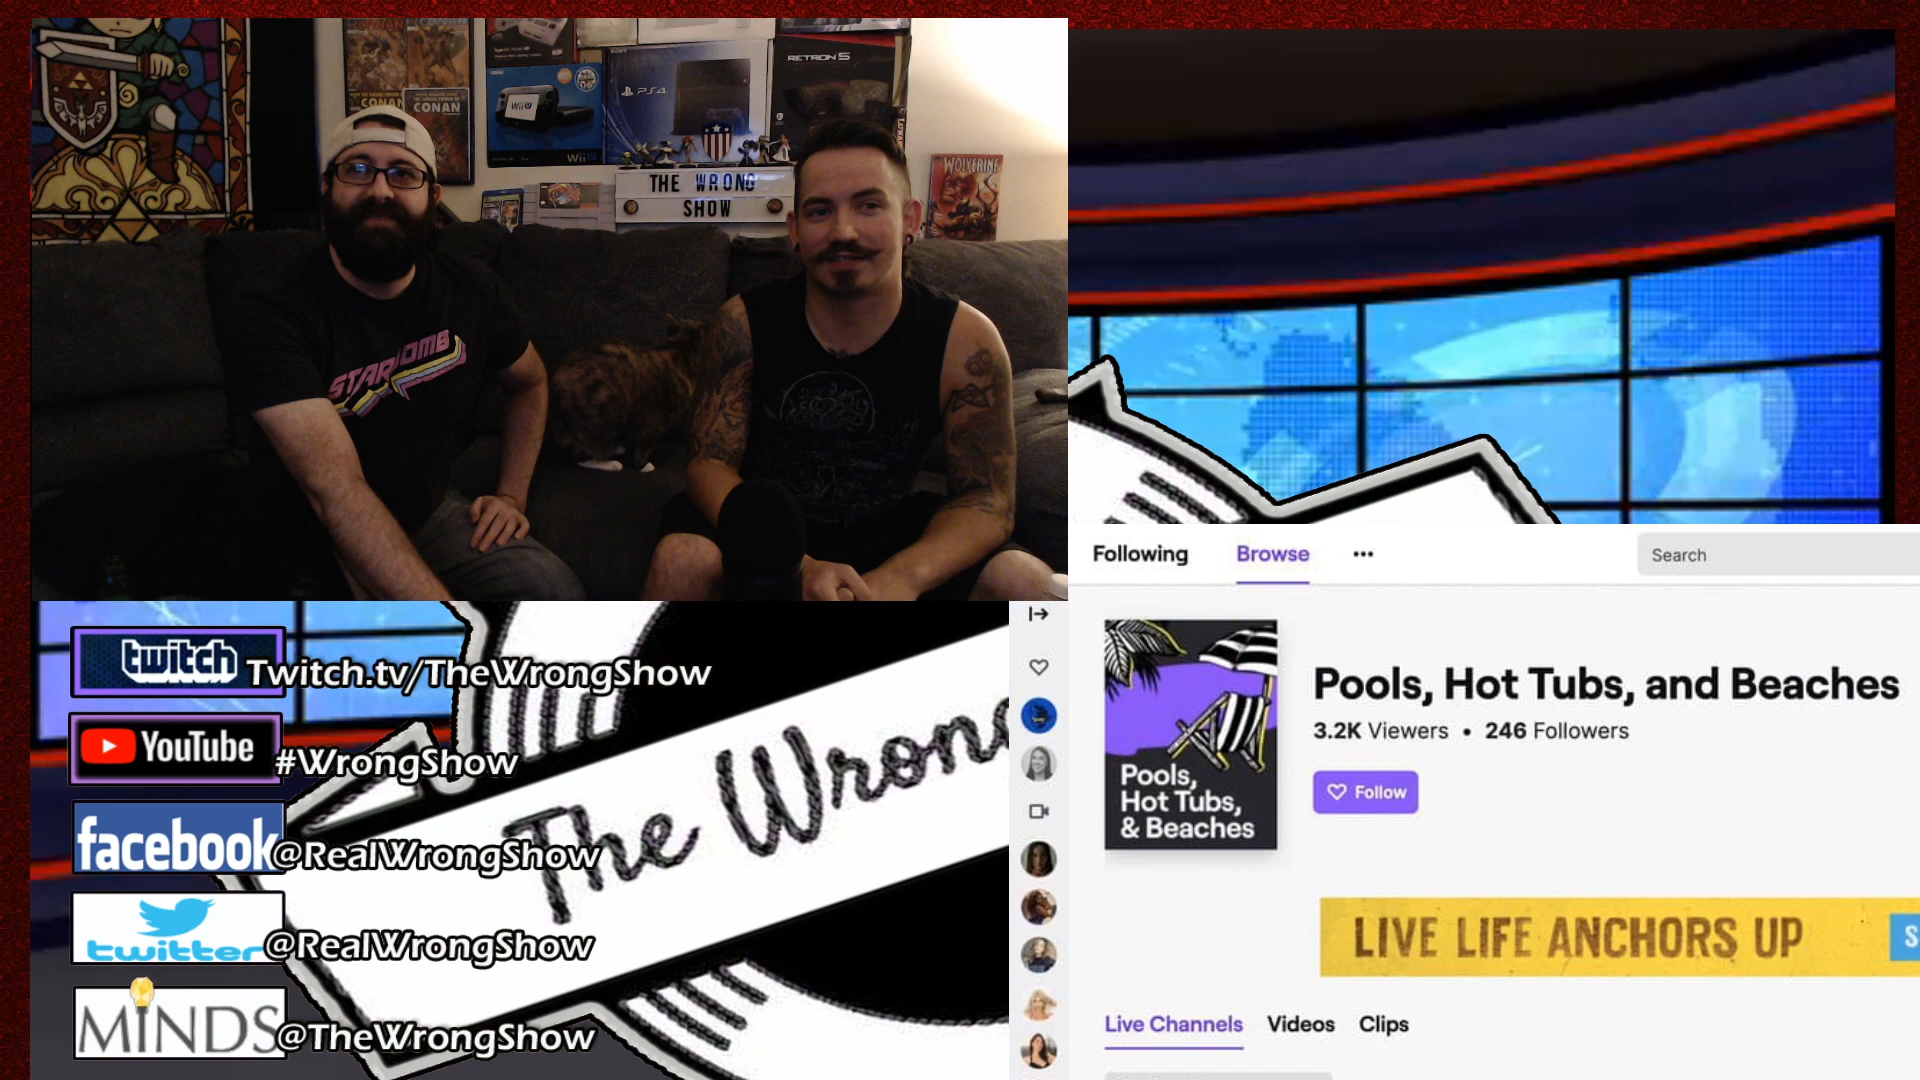 CONAN
CONAN
RETRON 5
PS4
Wii U
Wii U
WOLVERINE
THE WRONG
SHOW
STARBOMB
Following
Browse
Search
Pools, Hot Tubs, and Beaches
3.2K Viewers • 246 Followers
Follow
Pools,
Hot Tubs,
& Beaches
LIVE LIFE ANCHORS UP
S
Live Channels
Videos
Clips
twitch
Twitch.tv/TheWrongShow
YouTube
#WrongShow
facebook
@RealWrongShow
twitter
@RealWrongShow
MINDS
@TheWrongShow
The Wrong